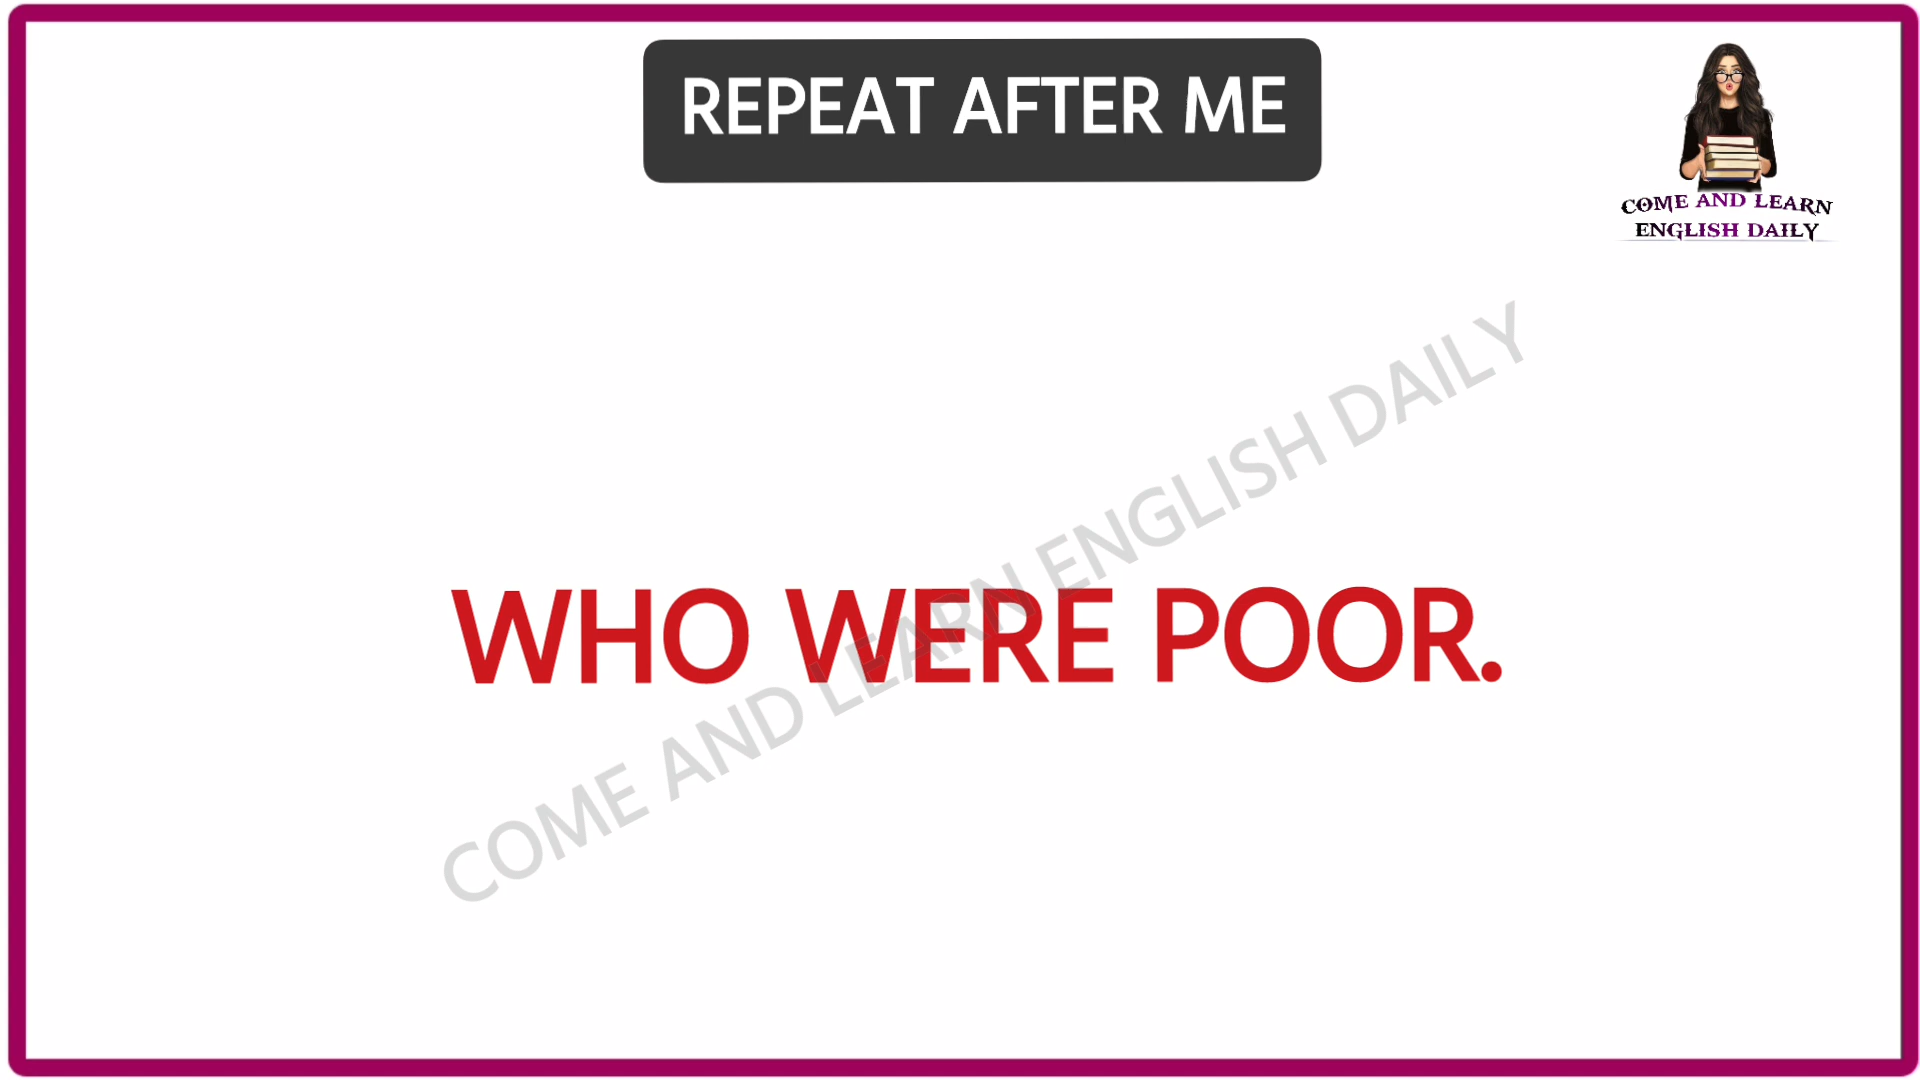 REPEAT AFTER ME
COME AND LEARN
ENGLISH DAILY
WHO WERE POOR.
COME AND LEARN ENGLISH DAILY